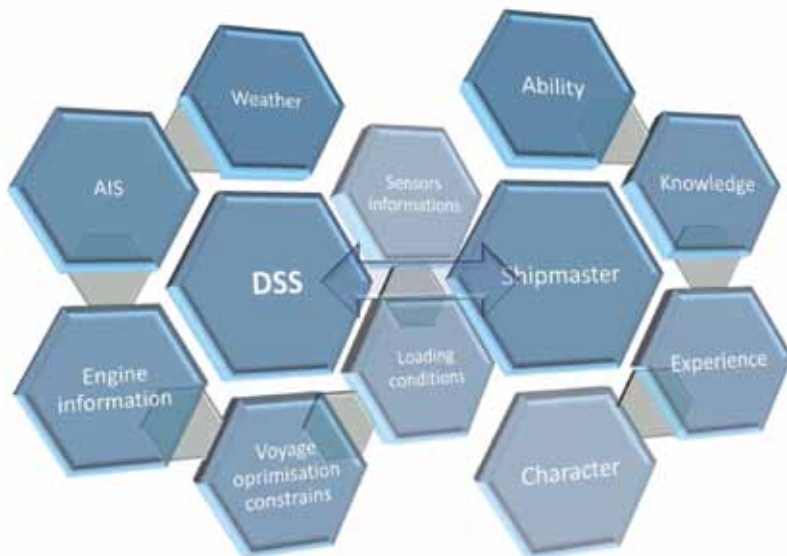 Weather
Ability
AIS
Sensors
informations
Knowledge
DSS
Shipmaster
Engine
information
Loading
conditions
Experience
Voyage
oprimisation
constrains
Character